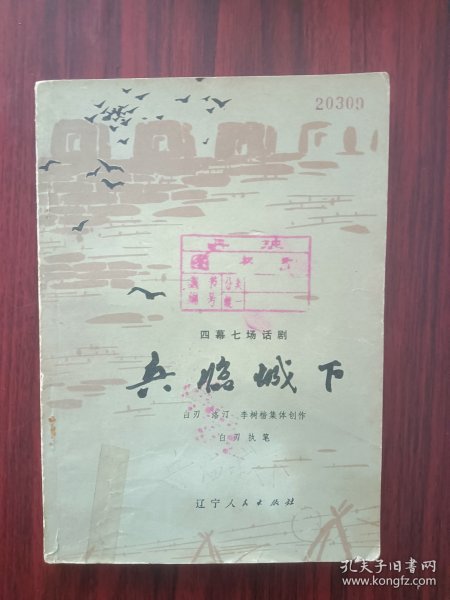 20309
四幕七场话剧
兵临城下
白刃 洛汀 李树楷集体创作
白刃执笔
辽宁人民出版社
孔夫子旧书网
www.kongfz.com